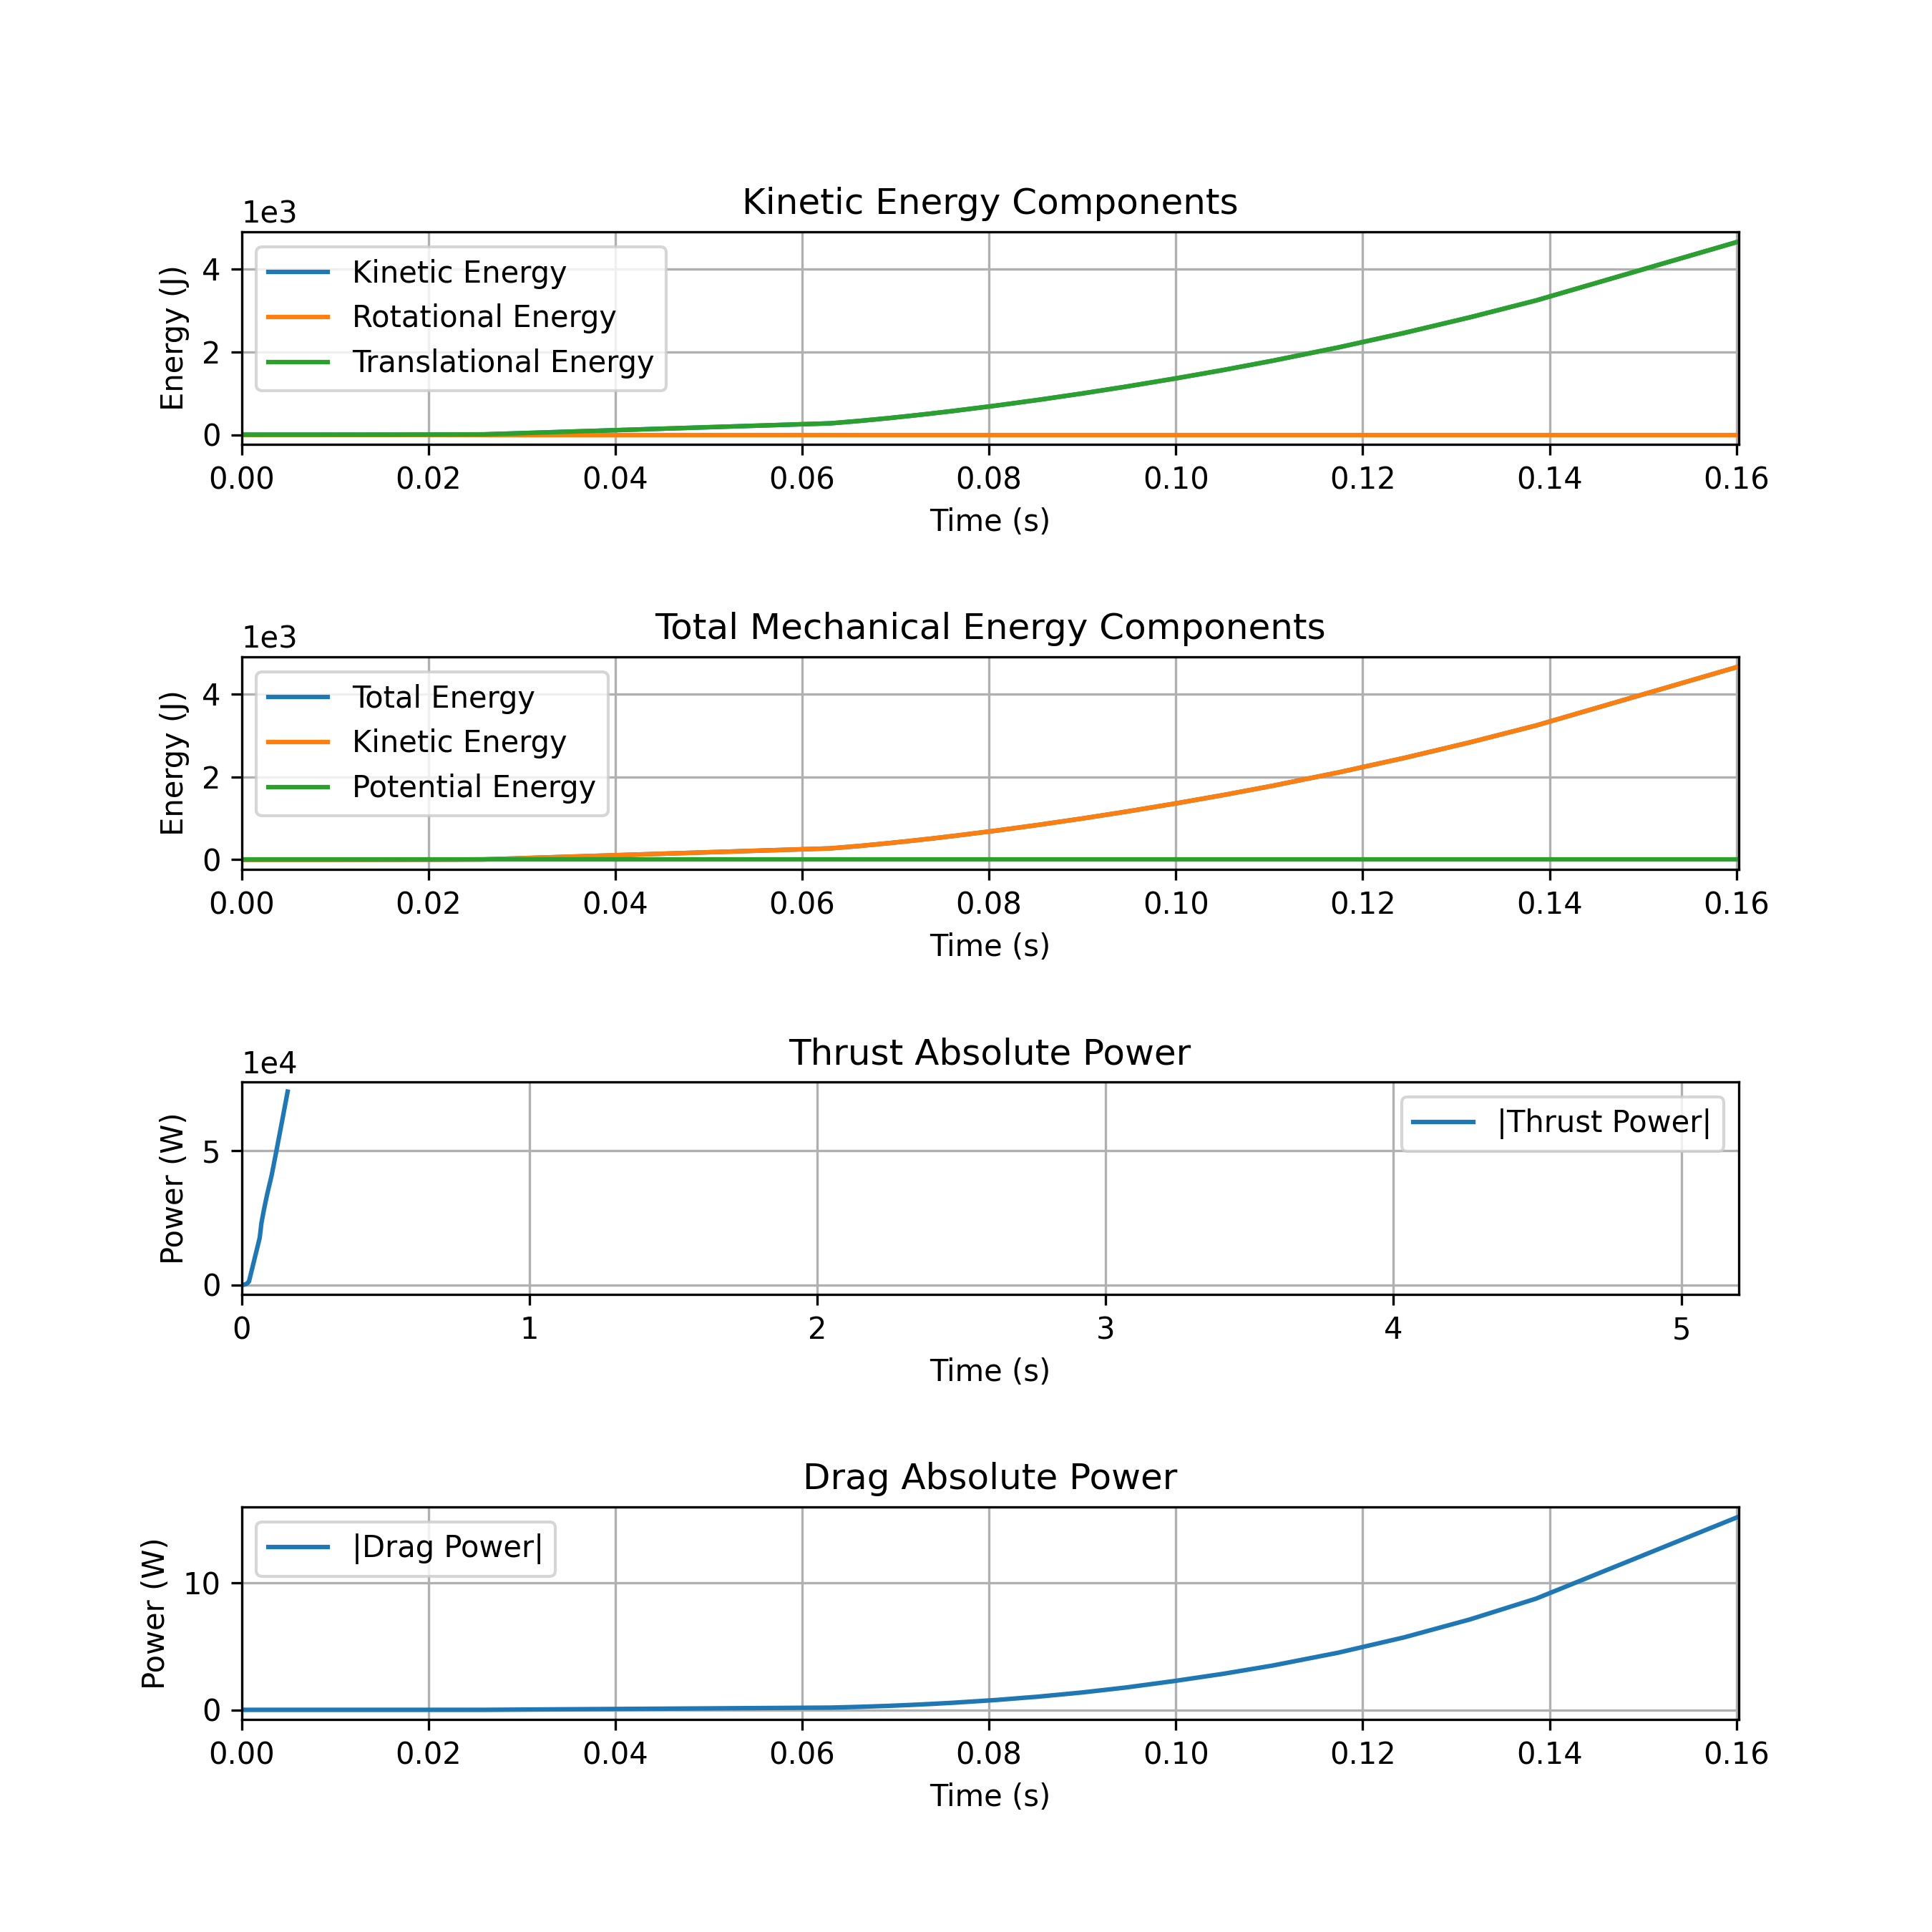 Kinetic Energy Components
1e3
Energy (J)
4
2
0
Kinetic Energy
Rotational Energy
Translational Energy
0.00 0.02 0.04 0.06 0.08 0.10 0.12 0.14 0.16
Time (s)
Total Mechanical Energy Components
1e3
Energy (J)
4
2
0
Total Energy
Kinetic Energy
Potential Energy
0.00 0.02 0.04 0.06 0.08 0.10 0.12 0.14 0.16
Time (s)
Thrust Absolute Power
1e4
Power (W)
5
0
|Thrust Power|
0 1 2 3 4 5
Time (s)
Drag Absolute Power
Power (W)
10
0
|Drag Power|
0.00 0.02 0.04 0.06 0.08 0.10 0.12 0.14 0.16
Time (s)